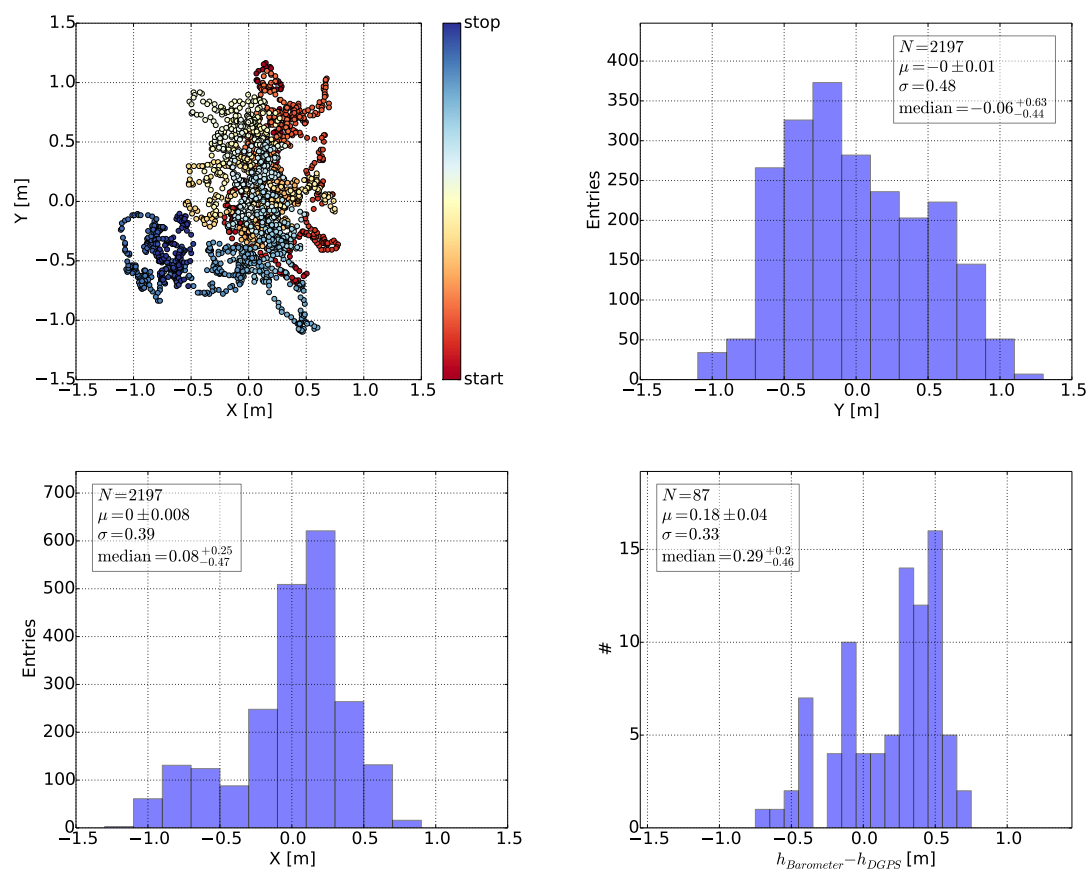 1.5
1.0
0.5
0.0
−0.5
−1.0
−1.5
Y [m]
−1.5 −1.0 −0.5 0.0 0.5 1.0 1.5
X [m]
stop
start
400
350
300
250
200
150
100
50
0
Entries
N=2197
μ=−0±0.01
σ=0.48
median=−0.06 +0.63 −0.44
−1.5 −1.0 −0.5 0.0 0.5 1.0 1.5
Y [m]
700
600
500
400
300
200
100
0
Entries
N=2197
μ=0±0.008
σ=0.39
median=0.08 +0.25 −0.47
−1.5 −1.0 −0.5 0.0 0.5 1.0 1.5
X [m]
15
10
5
0
#
N=87
μ=0.18±0.04
σ=0.33
median=0.29 +0.2 −0.46
−1.0 −0.5 0.0 0.5 1.0
h_Barometer−h_DGPS [m]